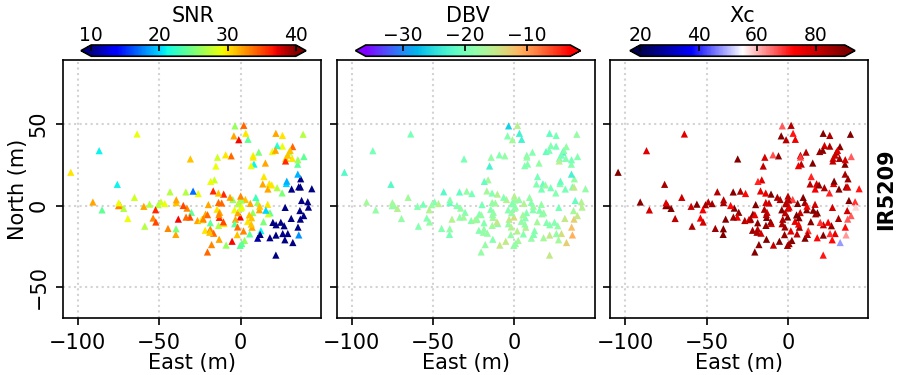 SNR
DBV
Xc
10 20 30 40
−30 −20 −10
20 40 60 80
North (m)
50
0
−50
−100 −50 0
−100 −50 0
−100 −50 0
East (m)
East (m)
East (m)
IR5209